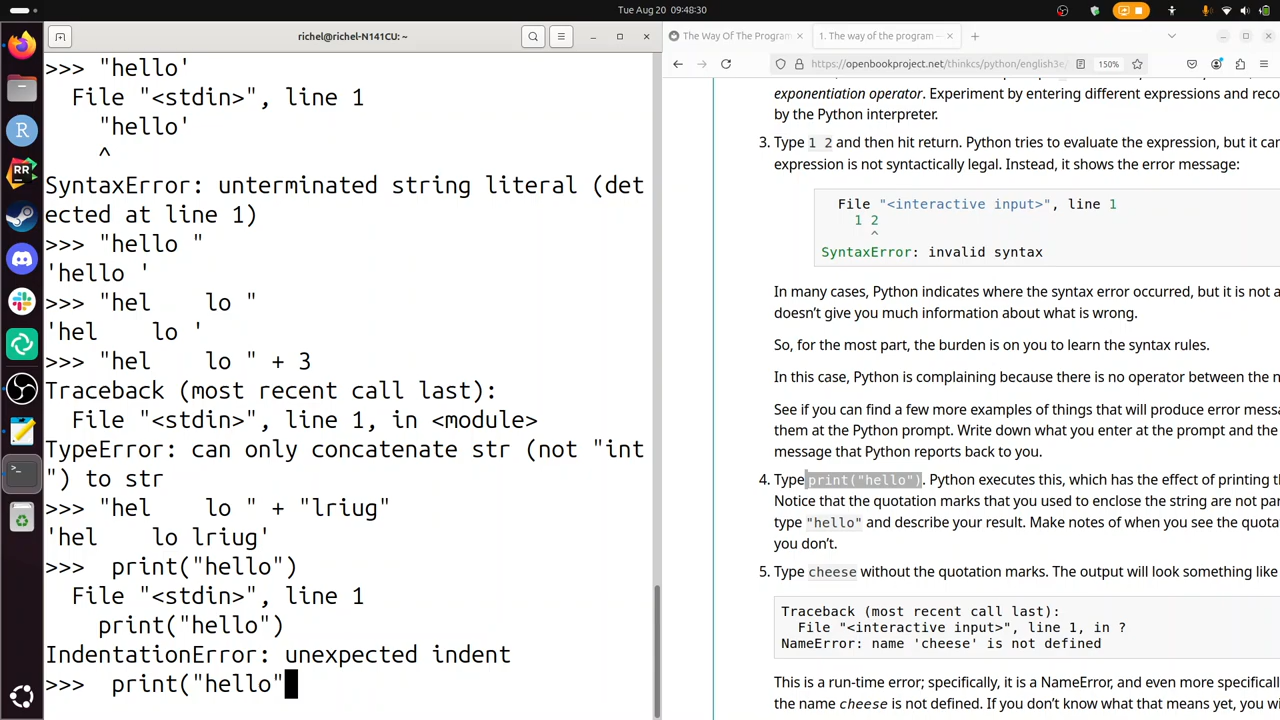 Tue Aug 20 09:48:30
richel@richel-N141CU: ~
>>> "hello'
  File "<stdin>", line 1
    "hello'
    ^
SyntaxError: unterminated string literal (det
ected at line 1)
>>> "hello "
'hello '
>>> "hel    lo "
'hel    lo '
>>> "hel    lo " + 3
Traceback (most recent call last):
  File "<stdin>", line 1, in <module>
TypeError: can only concatenate str (not "int
") to str
>>> "hel    lo " + "lriug"
'hel    lo lriug'
>>>  print("hello")
  File "<stdin>", line 1
    print("hello")
IndentationError: unexpected indent
>>>  print("hello"
The Way Of The Program
1. The way of the program —
https://openbookproject.net/thinkcs/python/english3e/
150%
exponentiation operator. Experiment by entering different expressions and reco
by the Python interpreter.
3. Type 1 2 and then hit return. Python tries to evaluate the expression, but it can
expression is not syntactically legal. Instead, it shows the error message:
File "<interactive input>", line 1
  1 2
    ^
SyntaxError: invalid syntax
In many cases, Python indicates where the syntax error occurred, but it is not a
doesn't give you much information about what is wrong.
So, for the most part, the burden is on you to learn the syntax rules.
In this case, Python is complaining because there is no operator between the n
See if you can find a few more examples of things that will produce error messa
them at the Python prompt. Write down what you enter at the prompt and the
message that Python reports back to you.
4. Type print("hello"). Python executes this, which has the effect of printing th
Notice that the quotation marks that you used to enclose the string are not par
type "hello" and describe your result. Make notes of when you see the quota
you don't.
5. Type cheese without the quotation marks. The output will look something like
Traceback (most recent call last):
  File "<interactive input>", line 1, in ?
NameError: name 'cheese' is not defined
This is a run-time error; specifically, it is a NameError, and even more specifical
the name cheese is not defined. If you don't know what that means yet, you wi